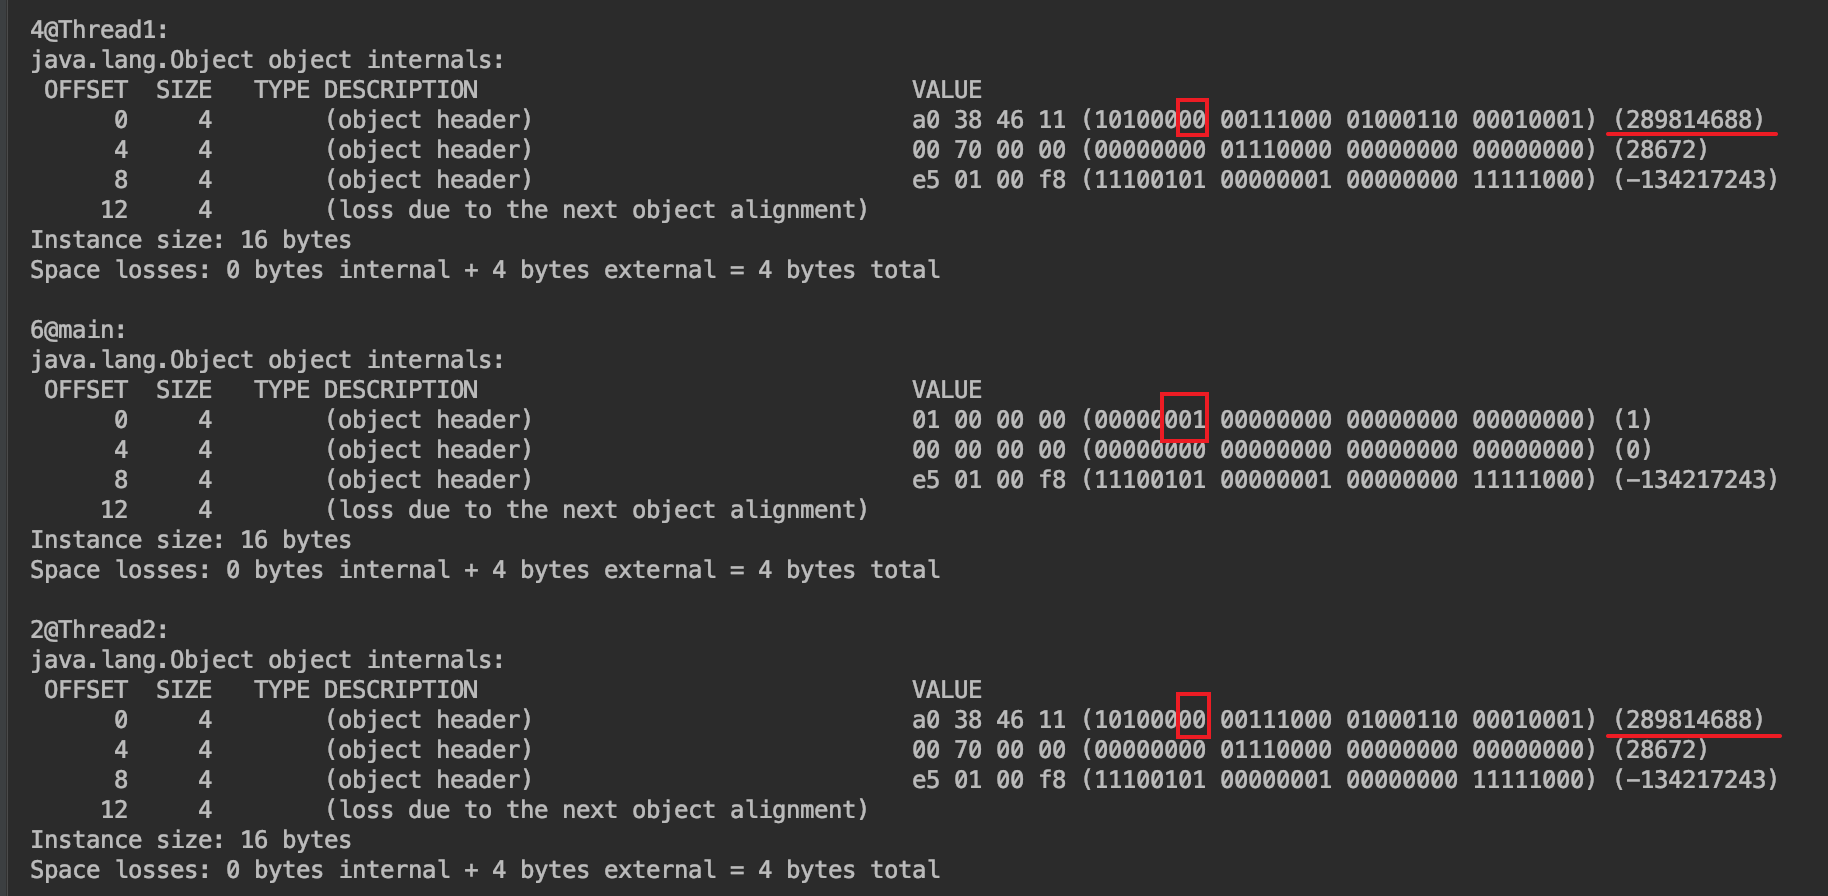 4@Thread1:
java.lang.Object object internals:
 OFFSET  SIZE   TYPE DESCRIPTION                               VALUE
      0     4        (object header)                           a0 38 46 11 (10100000 00111000 01000110 00010001) (289814688)
      4     4        (object header)                           00 70 00 00 (00000000 01110000 00000000 00000000) (28672)
      8     4        (object header)                           e5 01 00 f8 (11100101 00000001 00000000 11111000) (-134217243)
     12     4        (loss due to the next object alignment)
Instance size: 16 bytes
Space losses: 0 bytes internal + 4 bytes external = 4 bytes total

6@main:
java.lang.Object object internals:
 OFFSET  SIZE   TYPE DESCRIPTION                               VALUE
      0     4        (object header)                           01 00 00 00 (00000001 00000000 00000000 00000000) (1)
      4     4        (object header)                           00 00 00 00 (00000000 00000000 00000000 00000000) (0)
      8     4        (object header)                           e5 01 00 f8 (11100101 00000001 00000000 11111000) (-134217243)
     12     4        (loss due to the next object alignment)
Instance size: 16 bytes
Space losses: 0 bytes internal + 4 bytes external = 4 bytes total

2@Thread2:
java.lang.Object object internals:
 OFFSET  SIZE   TYPE DESCRIPTION                               VALUE
      0     4        (object header)                           a0 38 46 11 (10100000 00111000 01000110 00010001) (289814688)
      4     4        (object header)                           00 70 00 00 (00000000 01110000 00000000 00000000) (28672)
      8     4        (object header)                           e5 01 00 f8 (11100101 00000001 00000000 11111000) (-134217243)
     12     4        (loss due to the next object alignment)
Instance size: 16 bytes
Space losses: 0 bytes internal + 4 bytes external = 4 bytes total